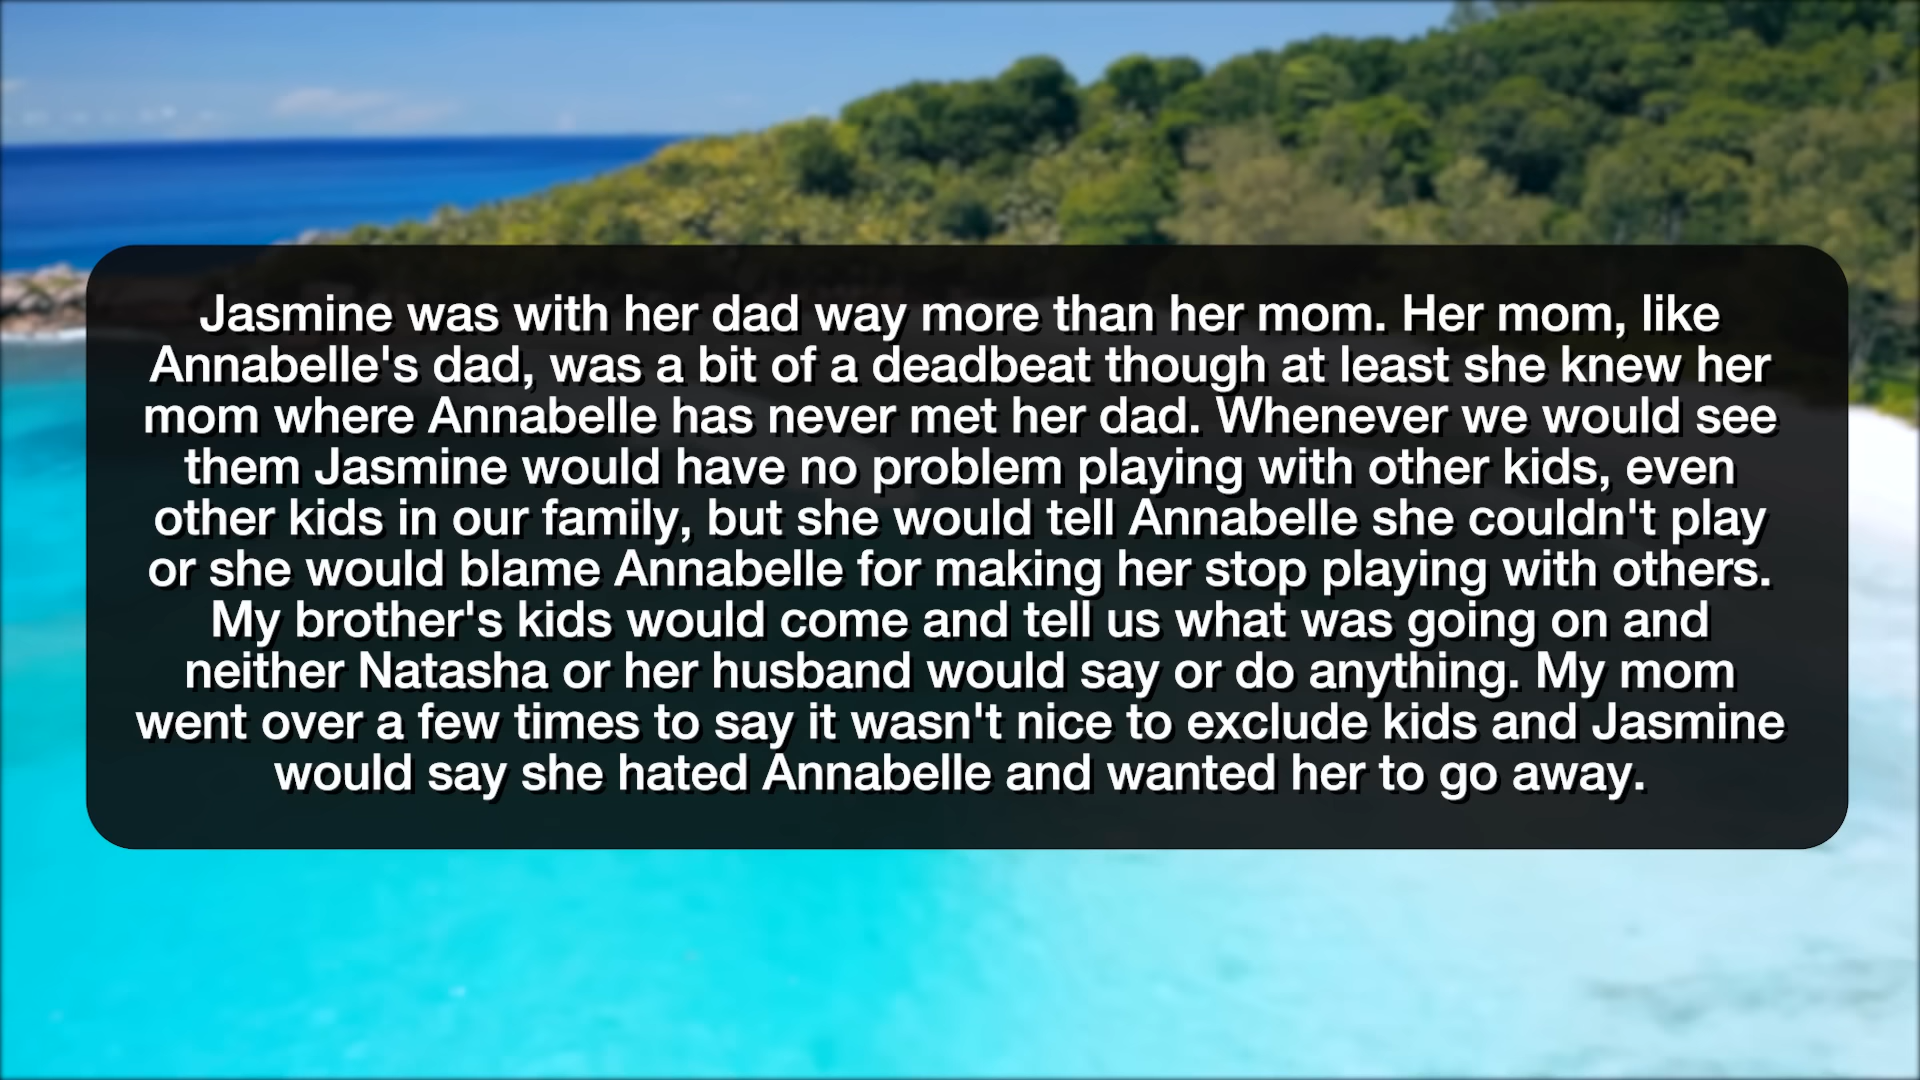 Jasmine was with her dad way more than her mom. Her mom, like
Annabelle's dad, was a bit of a deadbeat though at least she knew her
mom where Annabelle has never met her dad. Whenever we would see
them Jasmine would have no problem playing with other kids, even
other kids in our family, but she would tell Annabelle she couldn't play
or she would blame Annabelle for making her stop playing with others.
My brother's kids would come and tell us what was going on and
neither Natasha or her husband would say or do anything. My mom
went over a few times to say it wasn't nice to exclude kids and Jasmine
would say she hated Annabelle and wanted her to go away.